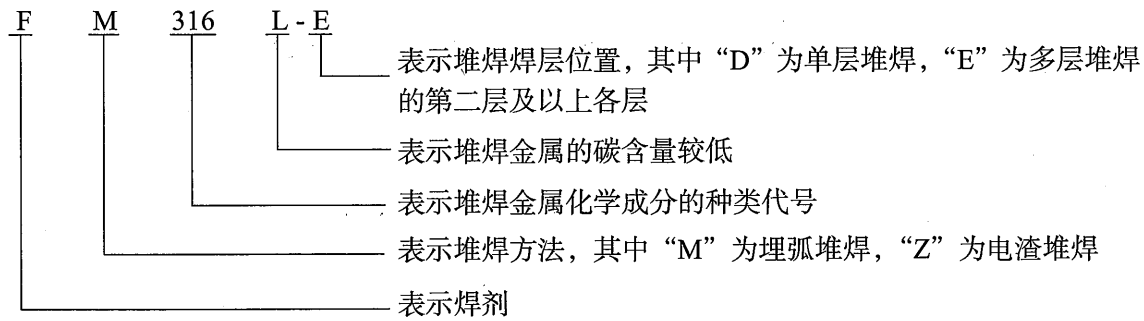 F M 316 L - E
表示堆焊焊层位置，其中“D”为单层堆焊，“E”为多层堆焊
的第二层及以上各层
表示堆焊金属的碳含量较低
表示堆焊金属化学成分的种类代号
表示堆焊方法，其中“M”为埋弧堆焊，“Z”为电渣堆焊
表示焊剂